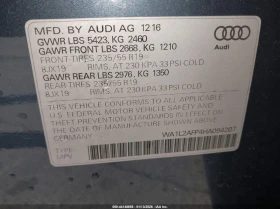 MFD. BY AUDI AG 12 16
GVWR LBS 5423, KG 2460
GAWR FRONT LBS 2668, KG 1210
FRONT TIRES 235/55 R19
8JX19 RIMS, AT 230 KPA 33 PSI COLD
GAWR REAR LBS 2976, KG 1350
REAR TIRES 235/55 R19
8JX19 RIMS, AT 230 KPA 33 PSI COLD
THIS VEHICLE CONFORMS TO ALL APPLICABLE
U.S. FEDERAL MOTOR VEHICLE SAFETY
STANDARDS IN EFFECT ON THE DATE OF
MANUFACTURE SHOWN ABOVE.
Audi